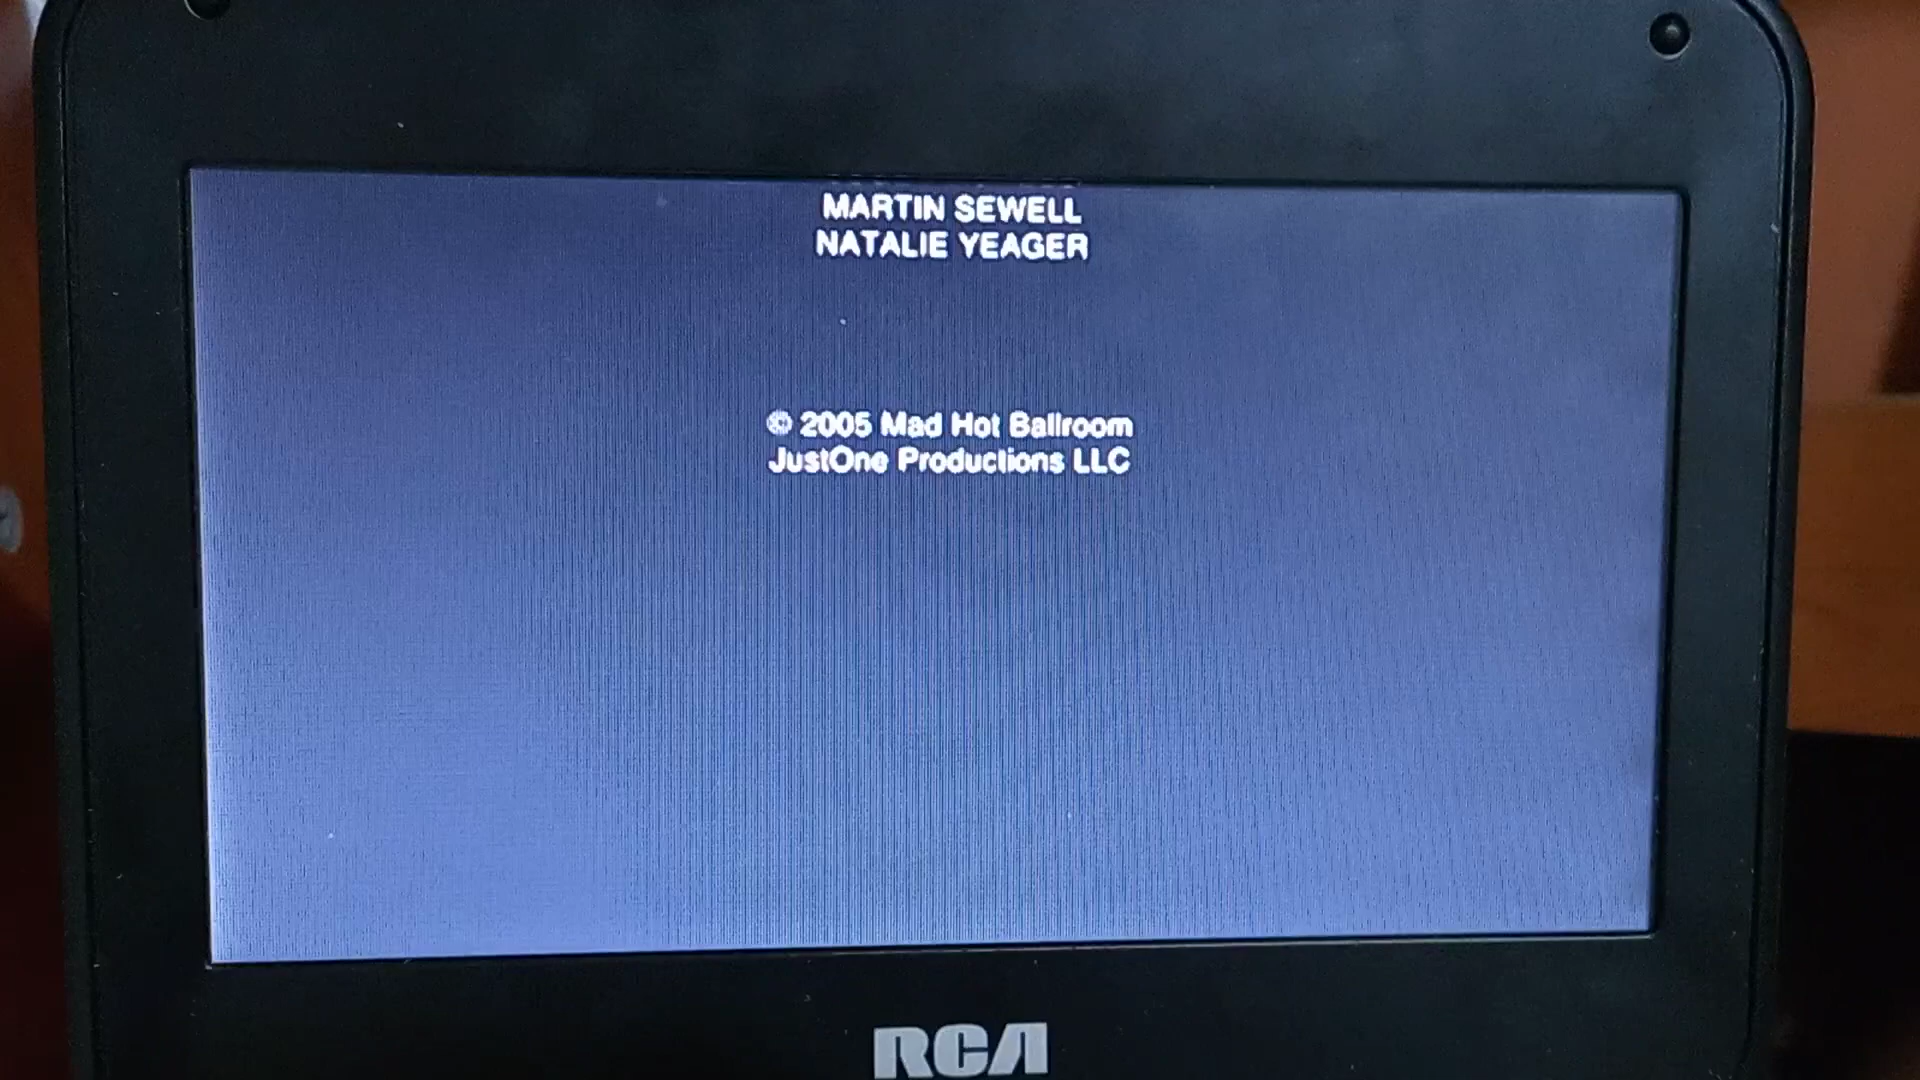 MARTIN SEWELL
NATALIE YEAGER
© 2005 Mad Hot Ballroom
JustOne Productions LLC
RCA